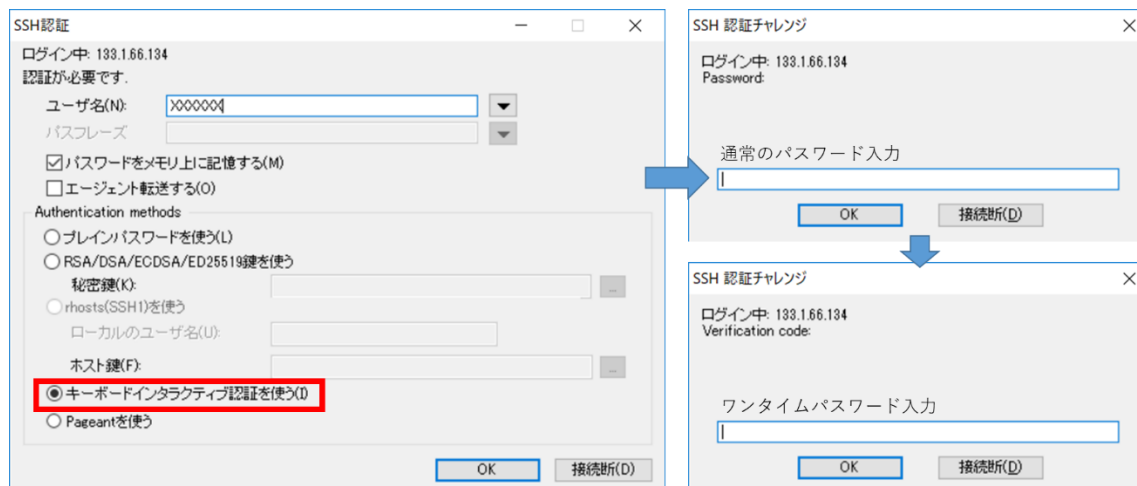 SSH認証
ログイン中: 133.1.66.134
認証が必要です.
ユーザ名(N):
XXXXXX
パスフレーズ
パスワードをメモリ上に記憶する(M)
エージェント転送する(O)
Authentication methods
プレインパスワードを使う(L)
RSA/DSA/ECDSA/ED25519鍵を使う
秘密鍵(K):
...
rhosts(SSH1)を使う
ローカルのユーザ名(U):
ホスト鍵(F):
...
キーボードインタラクティブ認証を使う(I)
Pageantを使う
OK
接続断(D)
SSH 認証チャレンジ
ログイン中: 133.1.66.134
Password:
通常のパスワード入力
OK
接続断(D)
SSH 認証チャレンジ
ログイン中: 133.1.66.134
Verification code:
ワンタイムパスワード入力
OK
接続断(D)